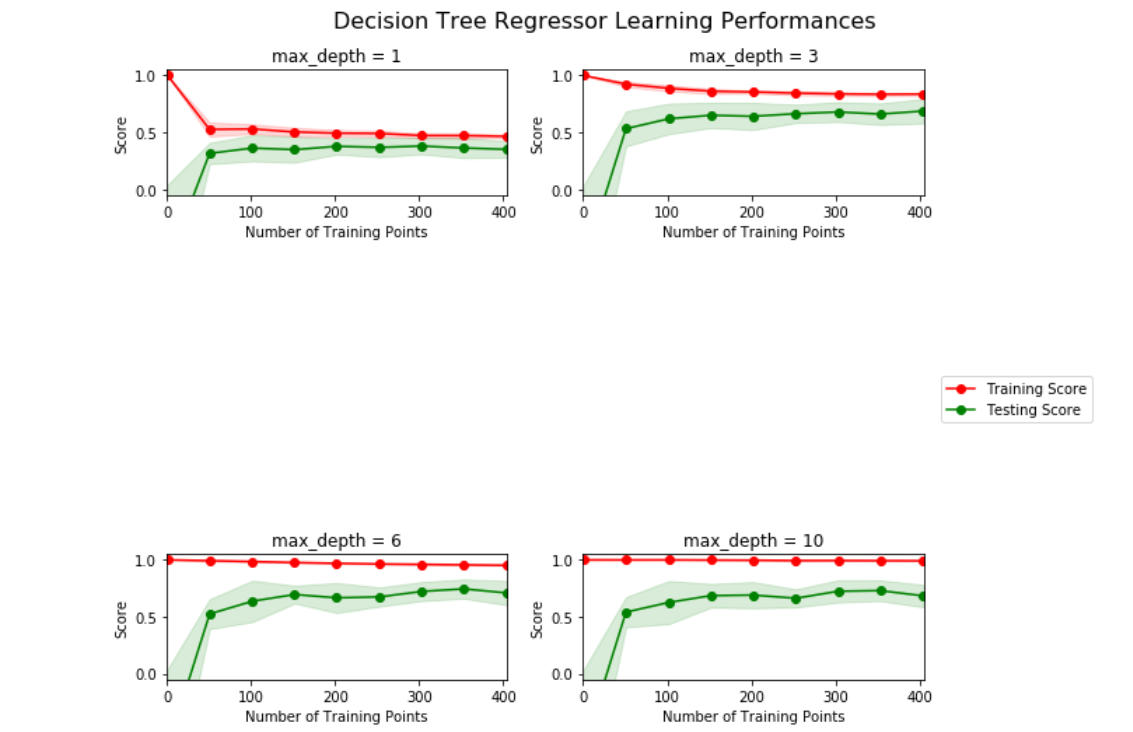 Decision Tree Regressor Learning Performances
max_depth = 1
1.0
0.5
0.0
Score
0 100 200 300 400
Number of Training Points
max_depth = 3
1.0
0.5
0.0
Score
0 100 200 300 400
Number of Training Points
Training Score
Testing Score
max_depth = 6
1.0
0.5
0.0
Score
0 100 200 300 400
Number of Training Points
max_depth = 10
1.0
0.5
0.0
Score
0 100 200 300 400
Number of Training Points